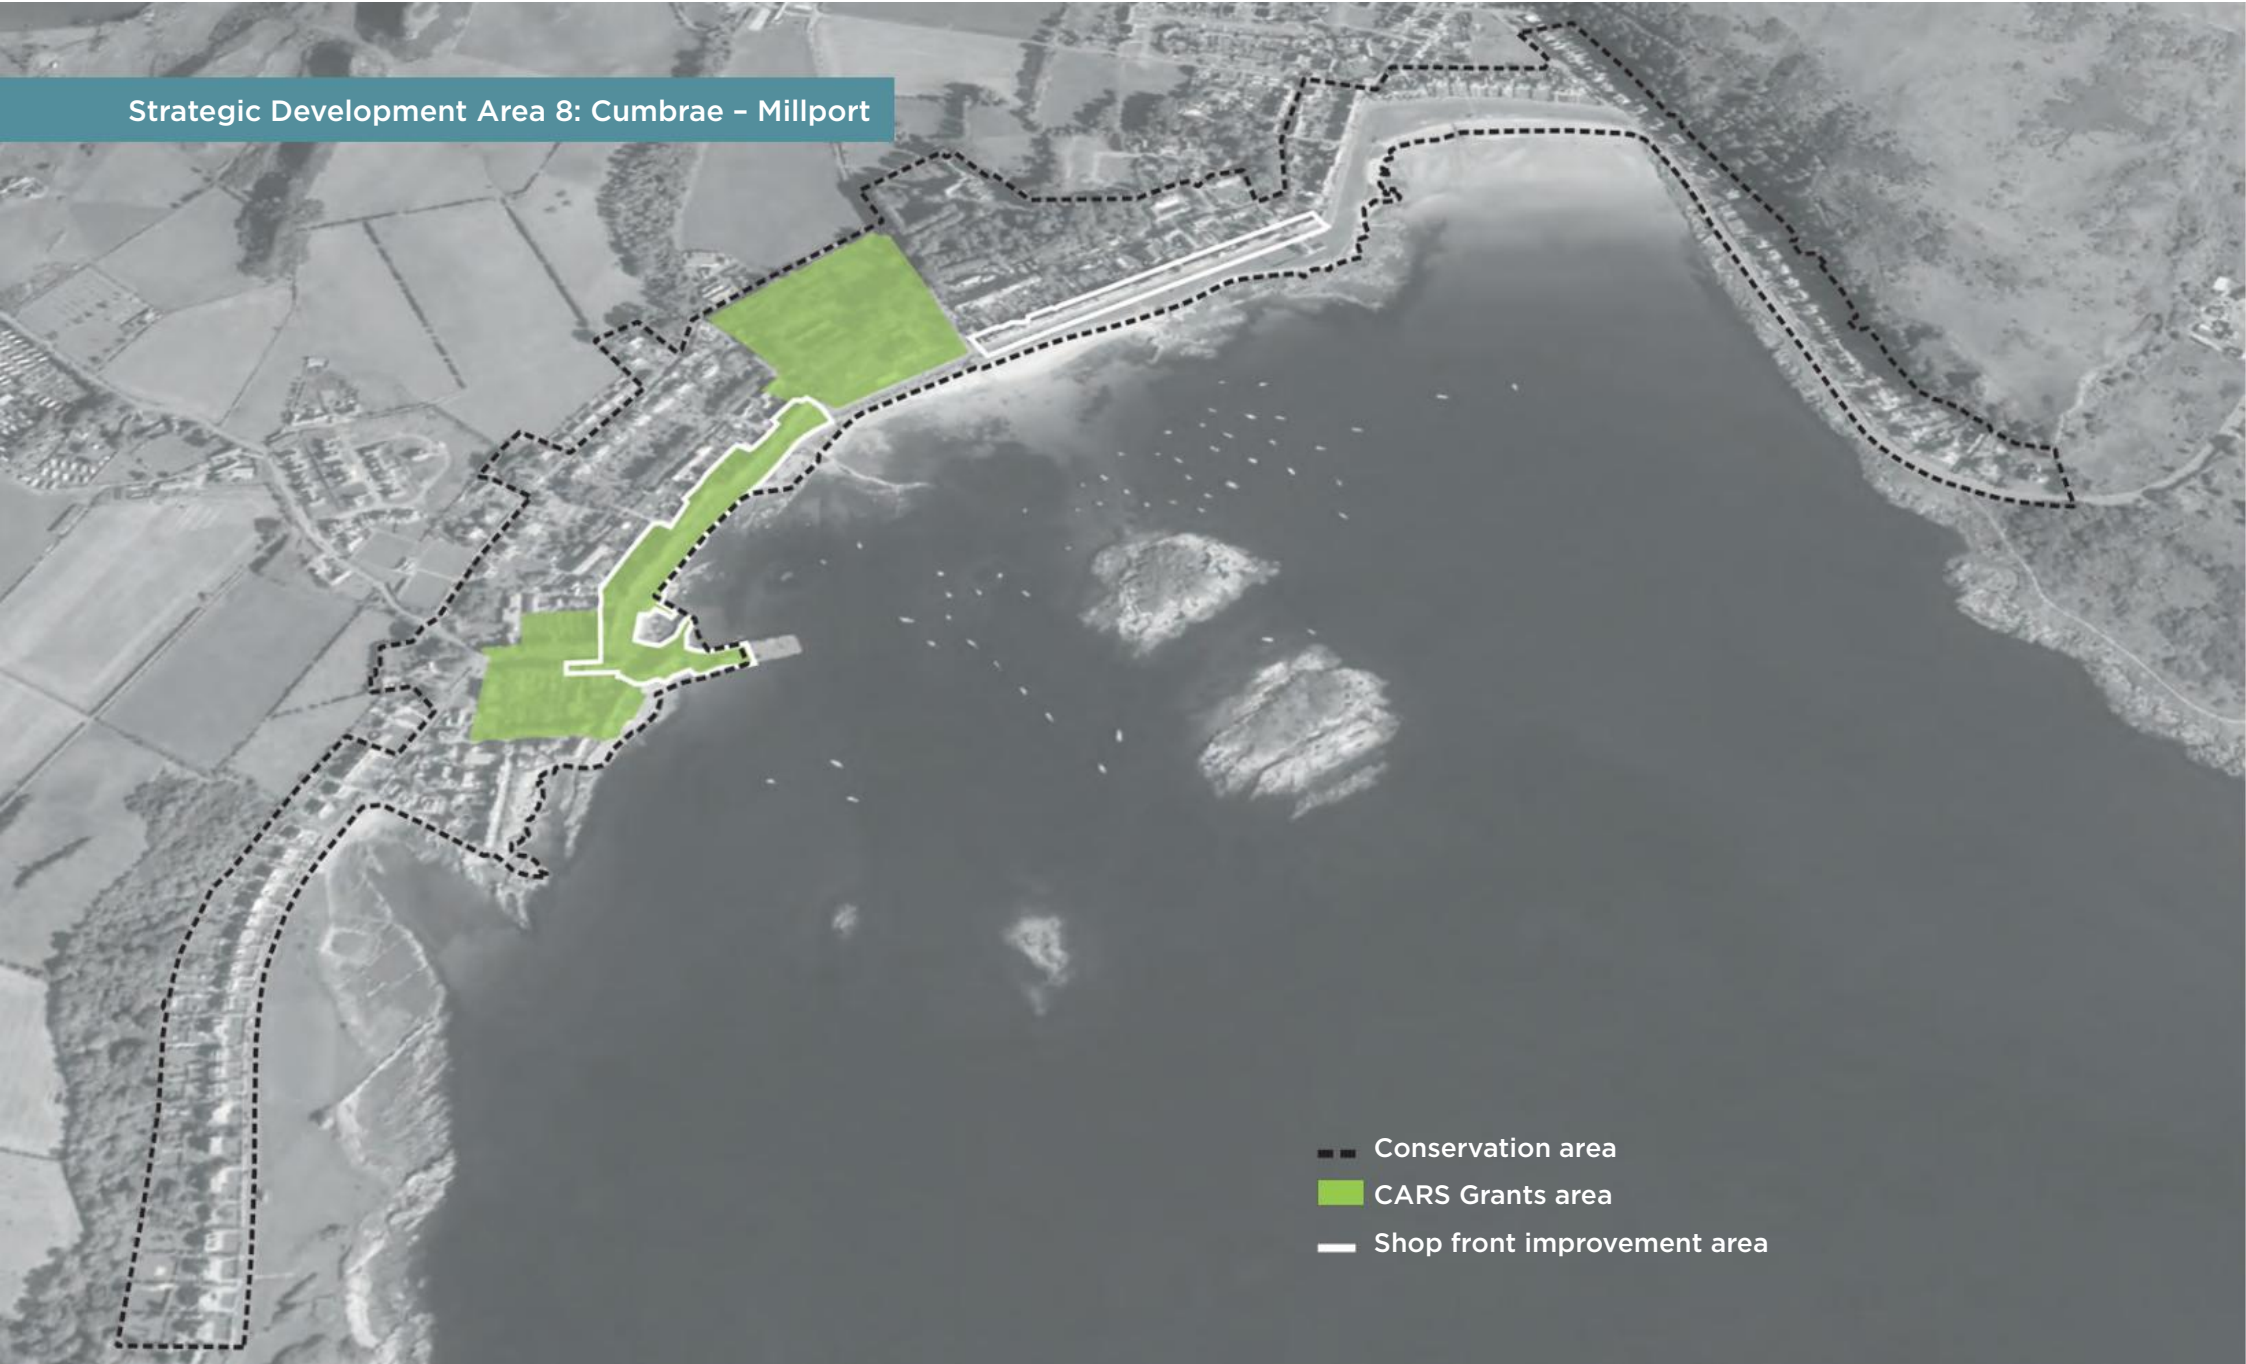 Strategic Development Area 8: Cumbrae – Millport
Conservation area
CARS Grants area
Shop front improvement area